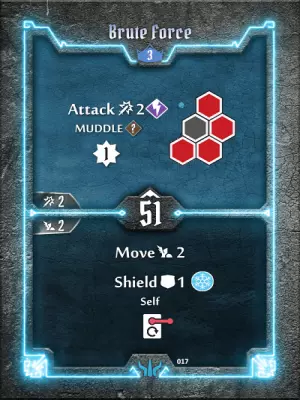 Brute Force
3
Attack 2
MUDDLE ?
1
2
51
2
Move 2
Shield 1
Self
017